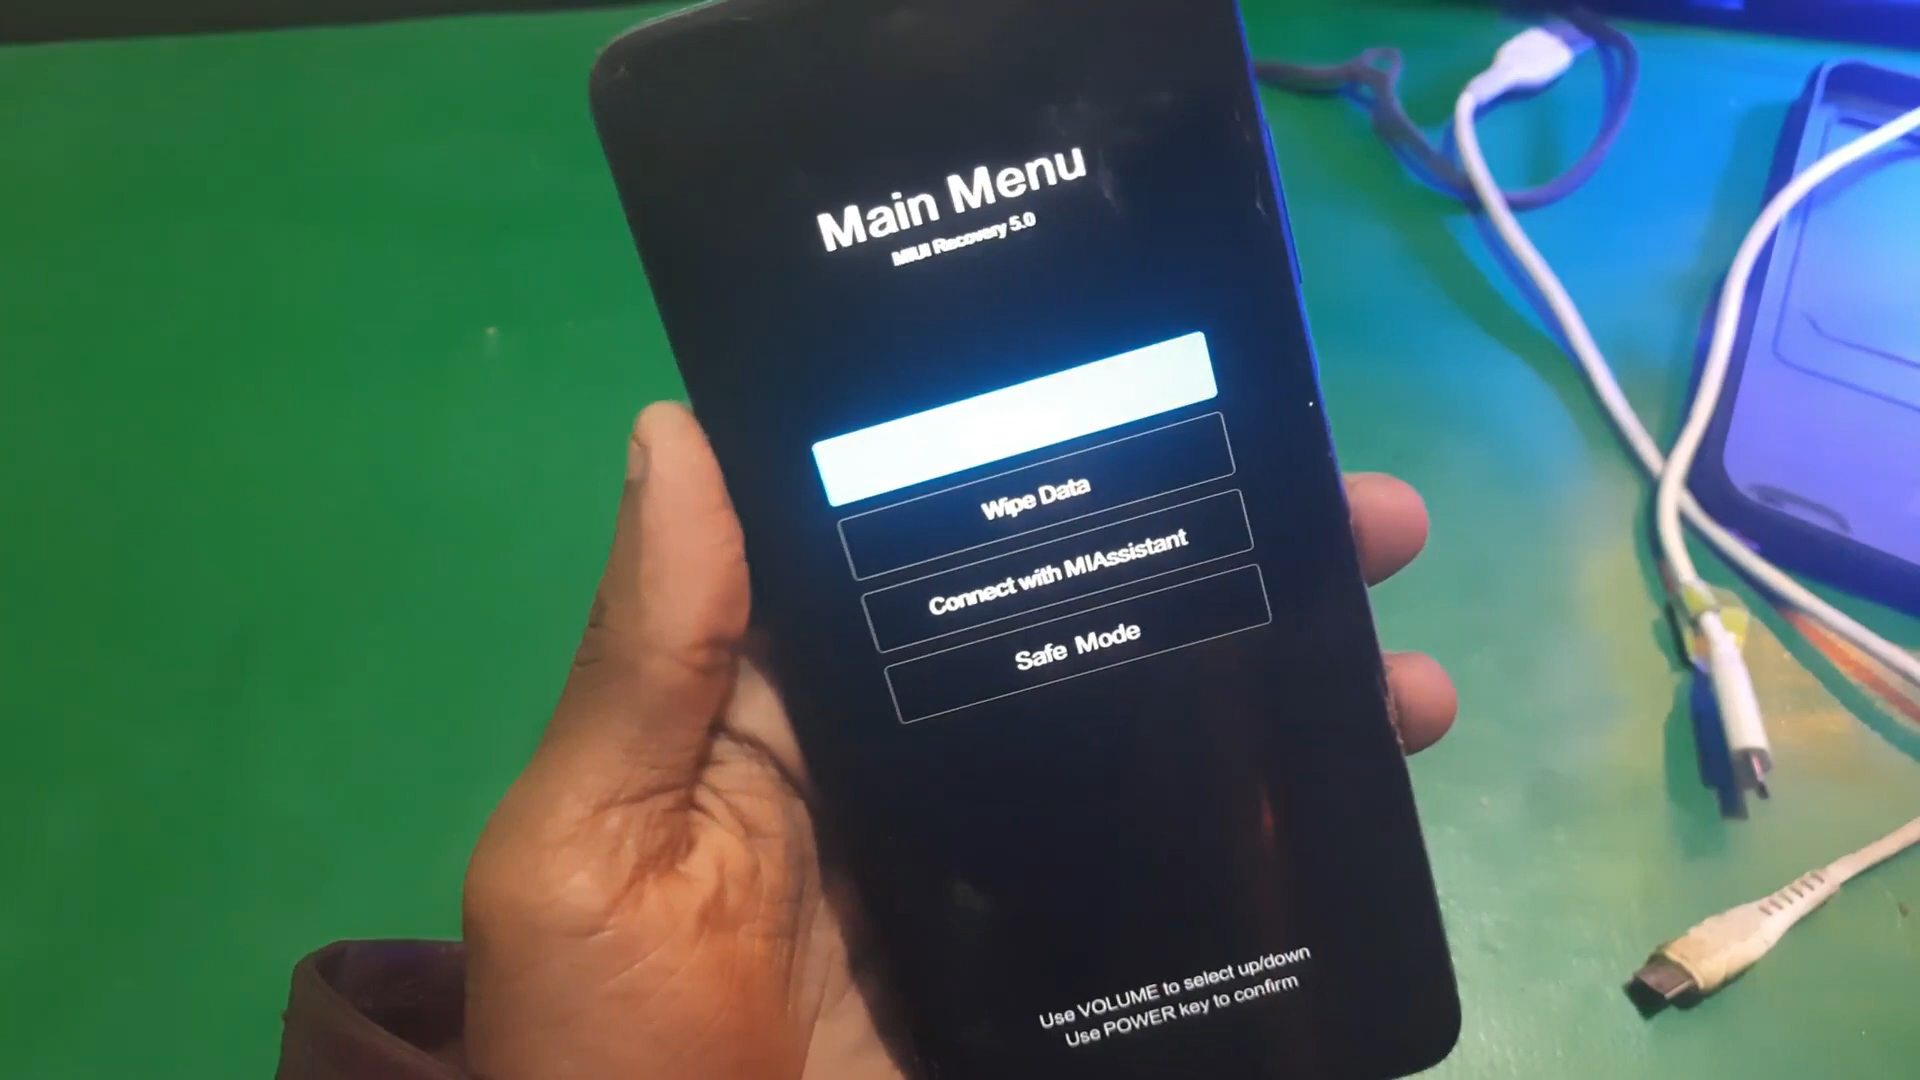 Main Menu
MIUI Recovery 5.0
Wipe Data
Connect with MIAssistant
Safe Mode
Use VOLUME to select up/down
Use POWER key to confirm